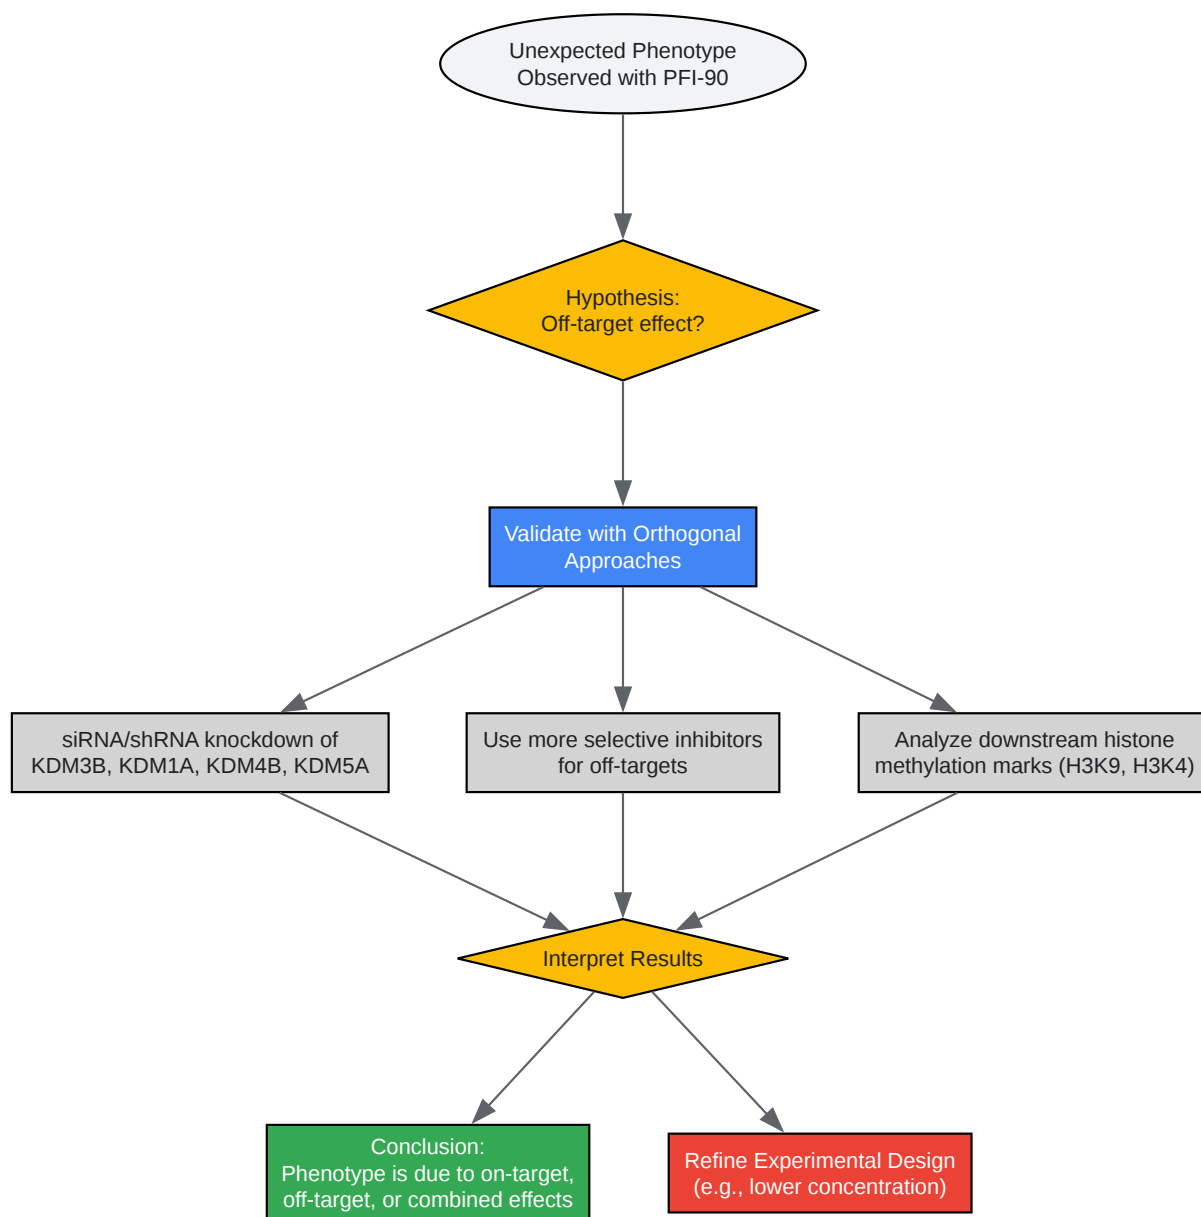 Unexpected Phenotype
Observed with PFI-90
Hypothesis:
Off-target effect?
Validate with Orthogonal
Approaches
siRNA/shRNA knockdown of
KDM3B, KDM1A, KDM4B, KDM5A
Use more selective inhibitors
for off-targets
Analyze downstream histone
methylation marks (H3K9, H3K4)
Interpret Results
Conclusion:
Phenotype is due to on-target,
off-target, or combined effects
Refine Experimental Design
(e.g., lower concentration)